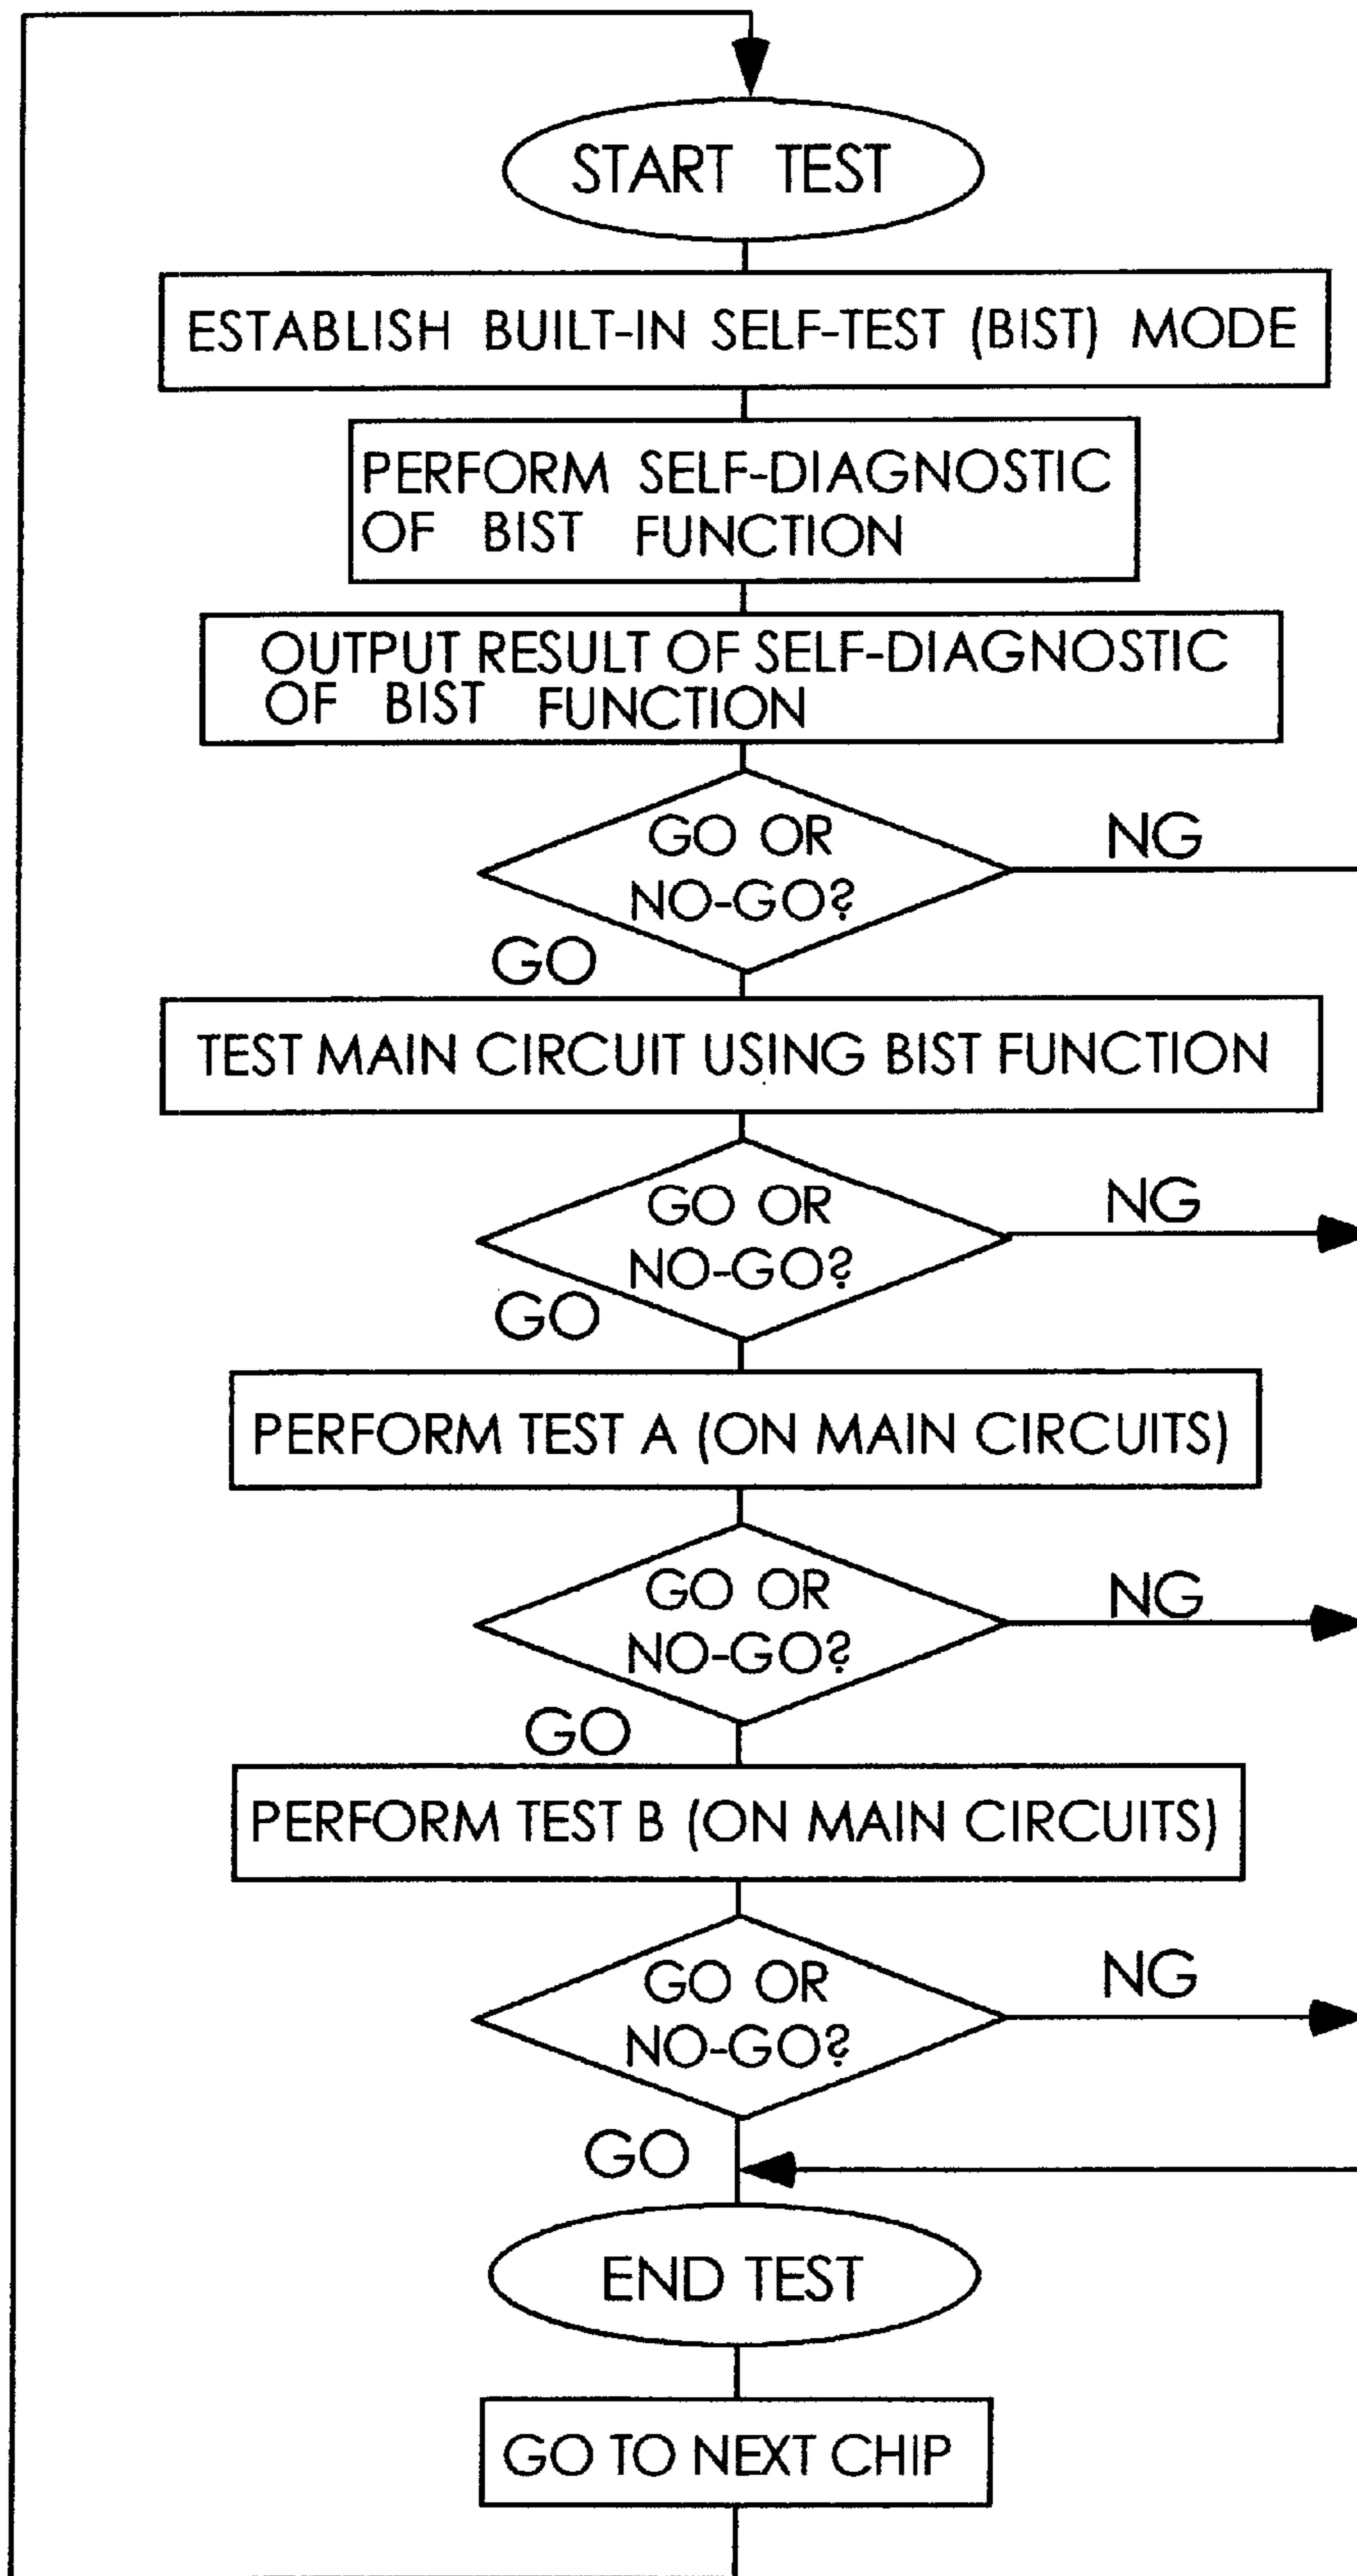 START TEST
ESTABLISH BUILT-IN SELF-TEST (BIST) MODE
PERFORM SELF-DIAGNOSTIC
OF BIST FUNCTION
OUTPUT RESULT OF SELF-DIAGNOSTIC
OF BIST FUNCTION
GO OR
NO-GO?
NG
GO
TEST MAIN CIRCUIT USING BIST FUNCTION
GO OR
NO-GO?
NG
GO
PERFORM TEST A (ON MAIN CIRCUITS)
GO OR
NO-GO?
NG
GO
PERFORM TEST B (ON MAIN CIRCUITS)
GO OR
NO-GO?
NG
GO
END TEST
GO TO NEXT CHIP